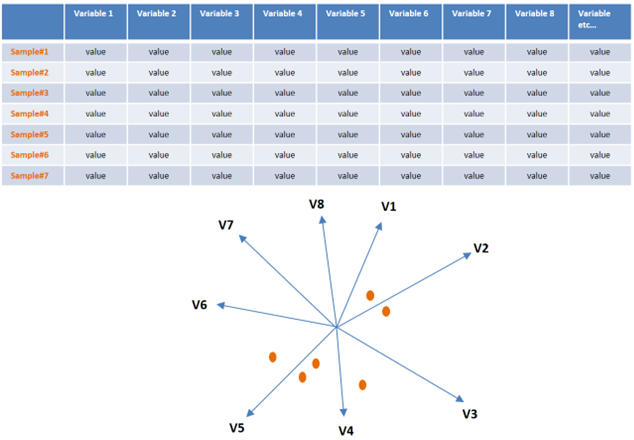 Variable 1 Variable 2 Variable 3 Variable 4 Variable 5 Variable 6 Variable 7 Variable 8 Variable
etc...
Sample#1 value value value value value value value value value
Sample#2 value value value value value value value value value
Sample#3 value value value value value value value value value
Sample#4 value value value value value value value value value
Sample#5 value value value value value value value value value
Sample#6 value value value value value value value value value
Sample#7 value value value value value value value value value
V8
V1
V7
V2
V6
V3
V5
V4